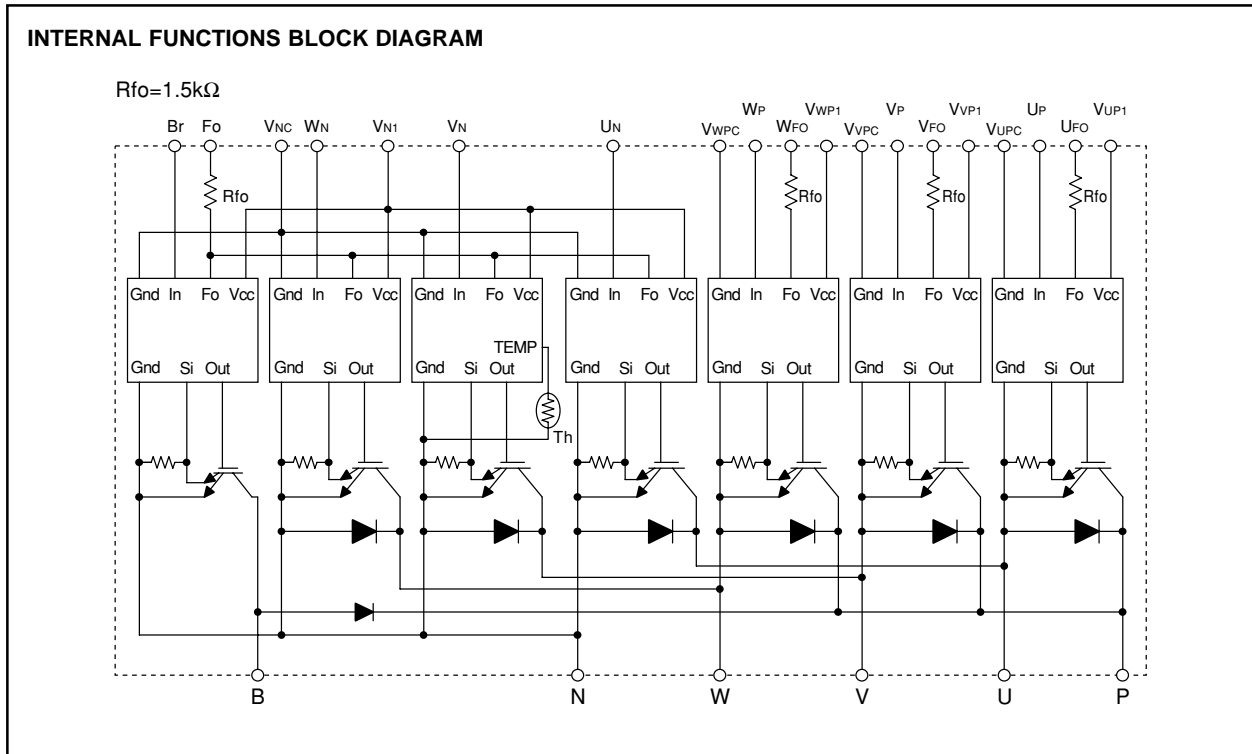 INTERNAL FUNCTIONS BLOCK DIAGRAM
Rfo=1.5kΩ
Br Fo VNC WN VN1 VN UN VWPC WP WFO VWP1 VVPC VP VFO VVP1 VUPC UP UFO VUP1
Rfo Rfo Rfo Rfo
Gnd In Fo Vcc Gnd In Fo Vcc Gnd In Fo Vcc Gnd In Fo Vcc Gnd In Fo Vcc Gnd In Fo Vcc Gnd In Fo Vcc
TEMP
Gnd Si Out Gnd Si Out Gnd Si Out Gnd Si Out Gnd Si Out Gnd Si Out Gnd Si Out
Th
B N W V U P